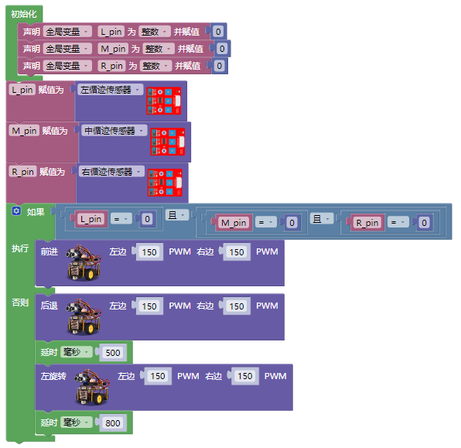 初始化
声明 全局变量 L_pin 为 整数 并赋值 0
声明 全局变量 M_pin 为 整数 并赋值 0
声明 全局变量 R_pin 为 整数 并赋值 0
L_pin 赋值为 左循迹传感器
M_pin 赋值为 中循迹传感器
R_pin 赋值为 右循迹传感器
如果 L_pin = 0 且 M_pin = 0 且 R_pin = 0
执行 前进 左边 150 PWM 右边 150 PWM
否则 后退 左边 150 PWM 右边 150 PWM
延时 毫秒 500
左旋转 左边 150 PWM 右边 150 PWM
延时 毫秒 800